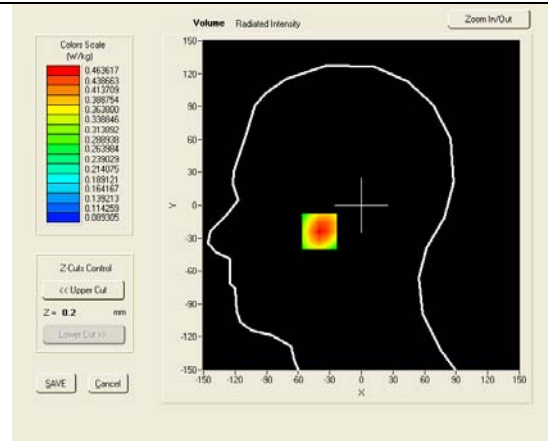 Volume Radiated Intensity
Zoom In/Out
Colors Scale
(W/kg)
0.463617
0.438663
0.413709
0.388754
0.363800
0.338846
0.313892
0.288938
0.263984
0.239029
0.214075
0.189121
0.164167
0.139213
0.114259
0.089305
Z-Cuts Control
<< Upper Cut
Z = 0.2 mm
Lower Cut >>
SAVE
Cancel
150
120
90
60
30
0
-30
-60
-90
-120
-150
Y
-150 -120 -90 -60 -30 0 30 60 90 120 150
X